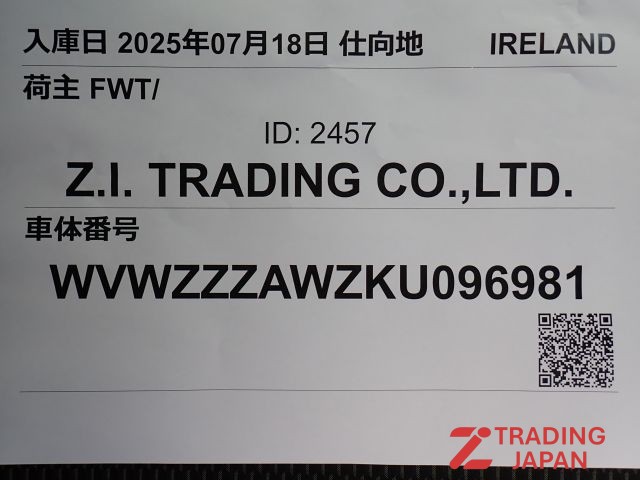 入庫日 2025年07月18日 仕向地 IRELAND
荷主 FWT/
ID: 2457
Z.I. TRADING CO.,LTD.
車体番号
WVWZZZAWZKU096981
TRADING
JAPAN